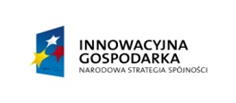 INNOWACYJNA
GOSPODARKA
NARODOWA STRATEGIA SPÓJNOŚCI